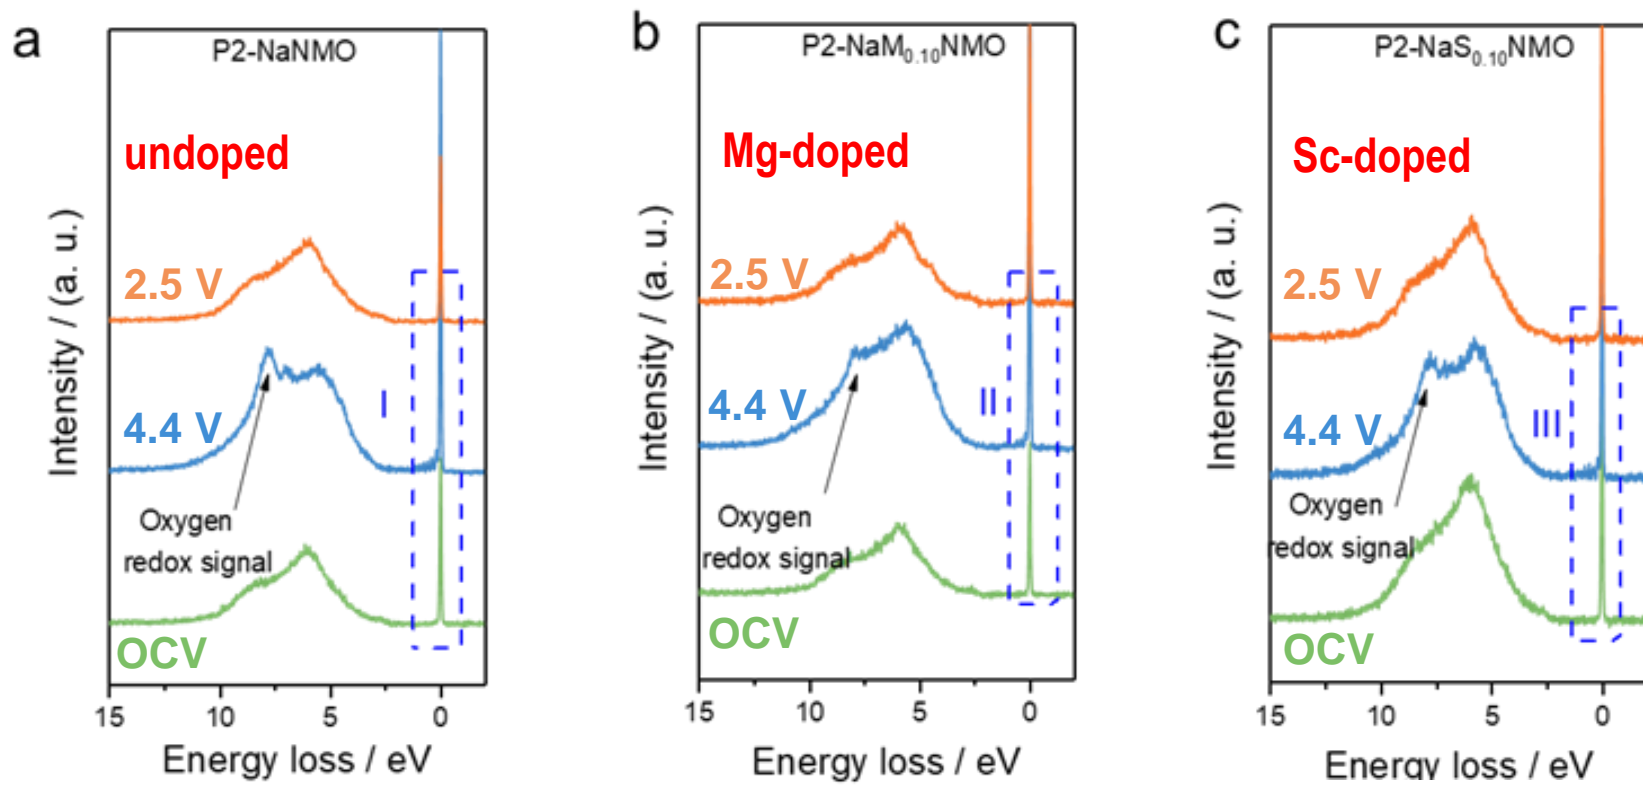 a
P2-NaNMO
undoped
2.5 V
4.4 V
I
Oxygen
redox signal
OCV
Intensity / (a. u.)
15
10
5
0
Energy loss / eV
b
P2-NaM0.10NMO
Mg-doped
2.5 V
4.4 V
II
Oxygen
redox signal
OCV
Intensity / (a. u.)
15
10
5
0
Energy loss / eV
c
P2-NaS0.10NMO
Sc-doped
2.5 V
4.4 V
III
Oxygen
redox signal
OCV
Intensity / (a. u.)
15
10
5
0
Energy loss / eV